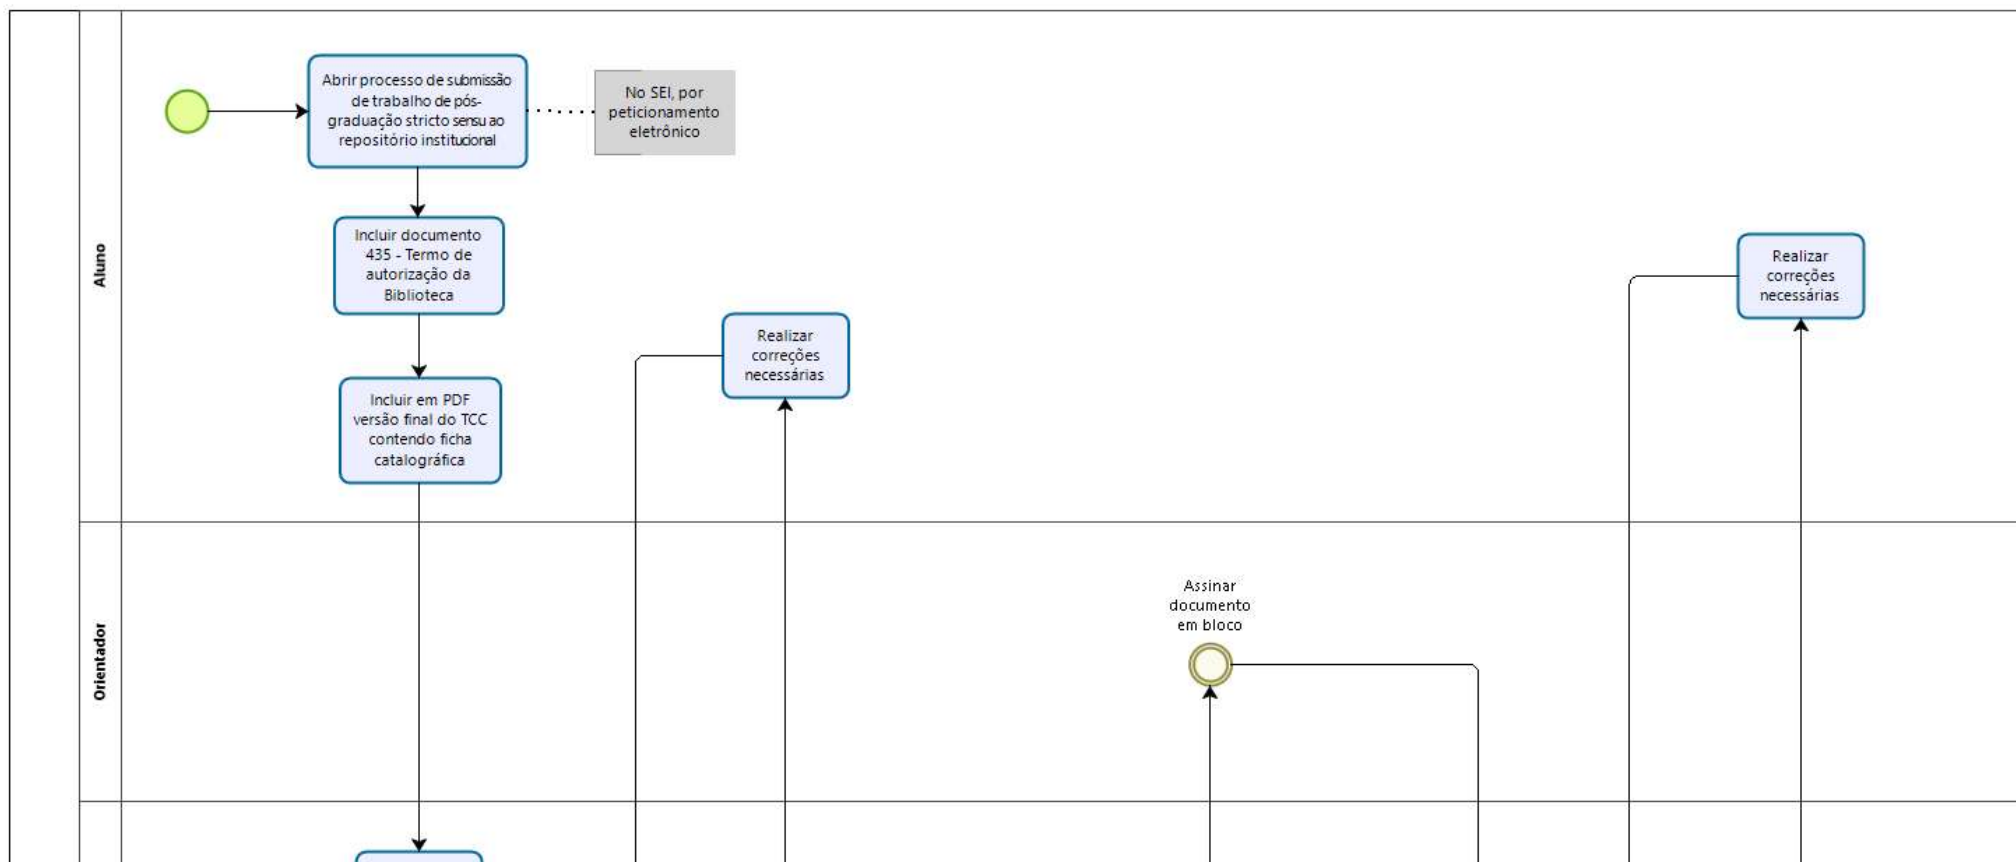 Abrir processo de submissão
de trabalho de pós-
graduação stricto sensu ao
repositório institucional
No SEI, por
peticionamento
eletrônico
Aluno
Incluir documento
435 - Termo de
autorização da
Biblioteca
Realizar
correções
necessárias
Realizar
correções
necessárias
Incluir em PDF
versão final do TCC
contendo ficha
catalográfica
Orientador
Assinar
documento
em bloco